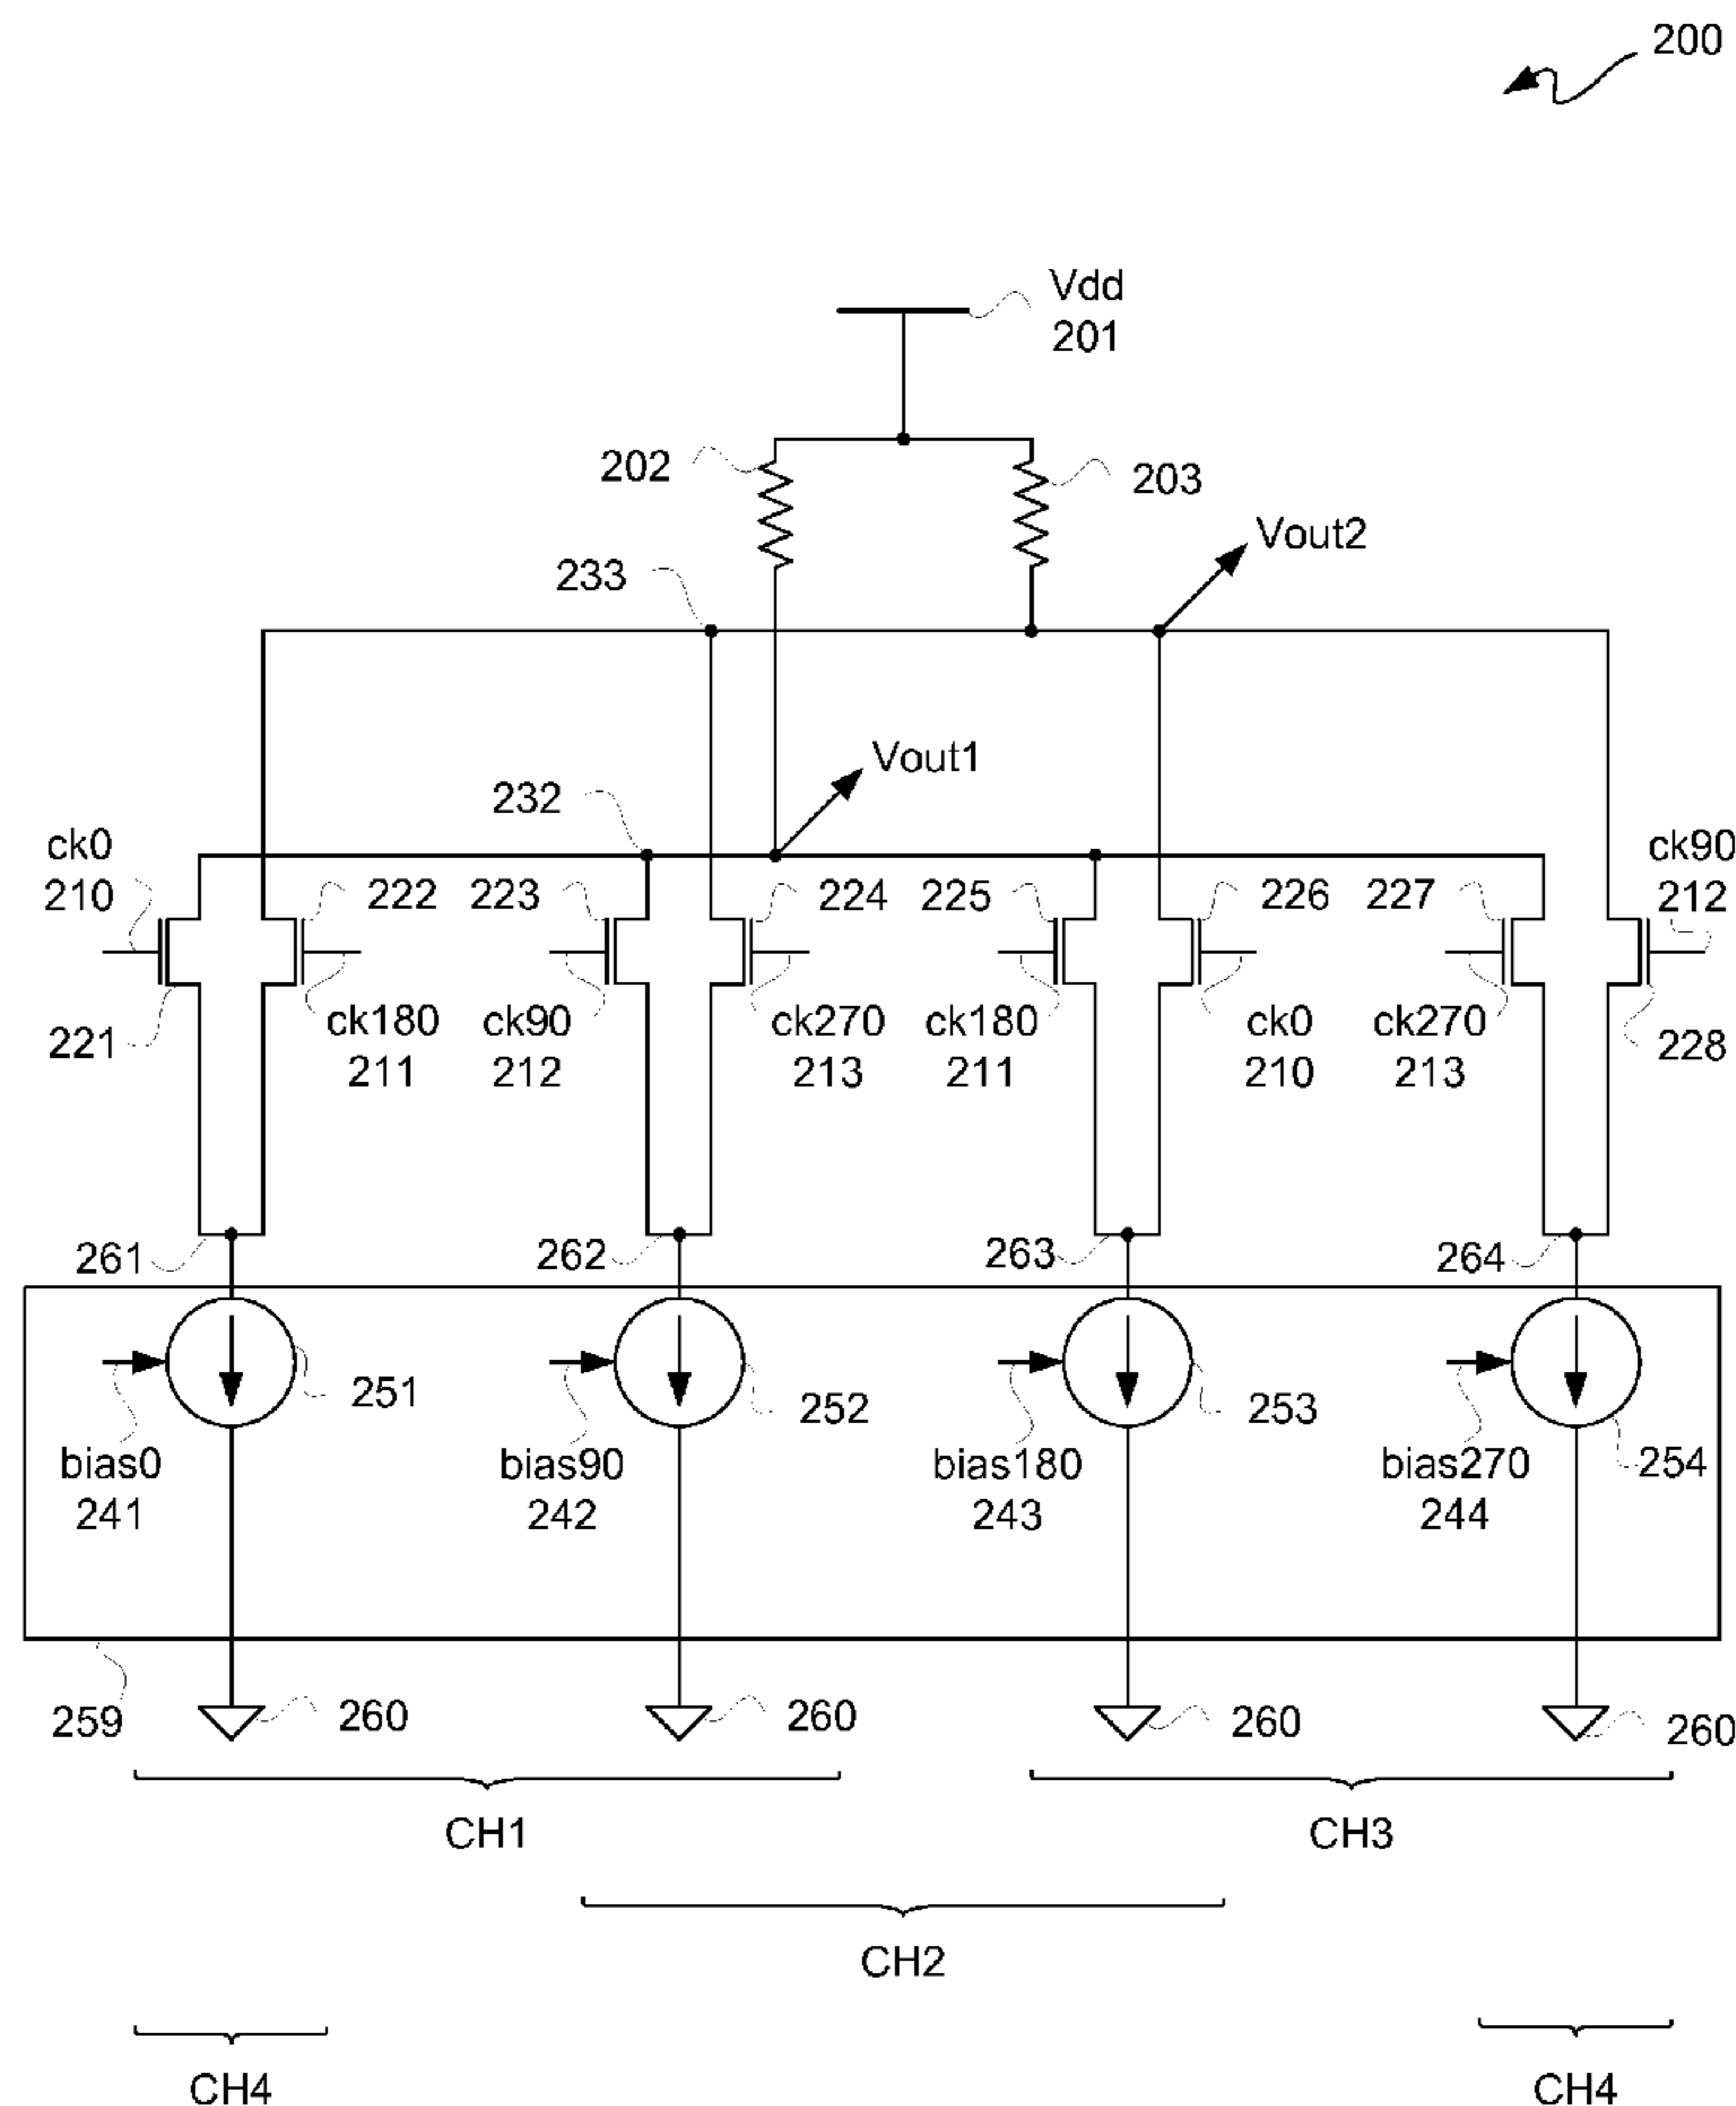 200
Vdd
201
202
203
Vout2
233
Vout1
232
ck0
210
222
223
224
225
226
227
ck90
212
221
ck180
211
ck90
212
ck270
213
ck180
211
ck0
210
ck270
213
228
261
262
263
264
251
252
253
254
bias0
241
bias90
242
bias180
243
bias270
244
259
260
260
260
260
CH1
CH3
CH2
CH4
CH4